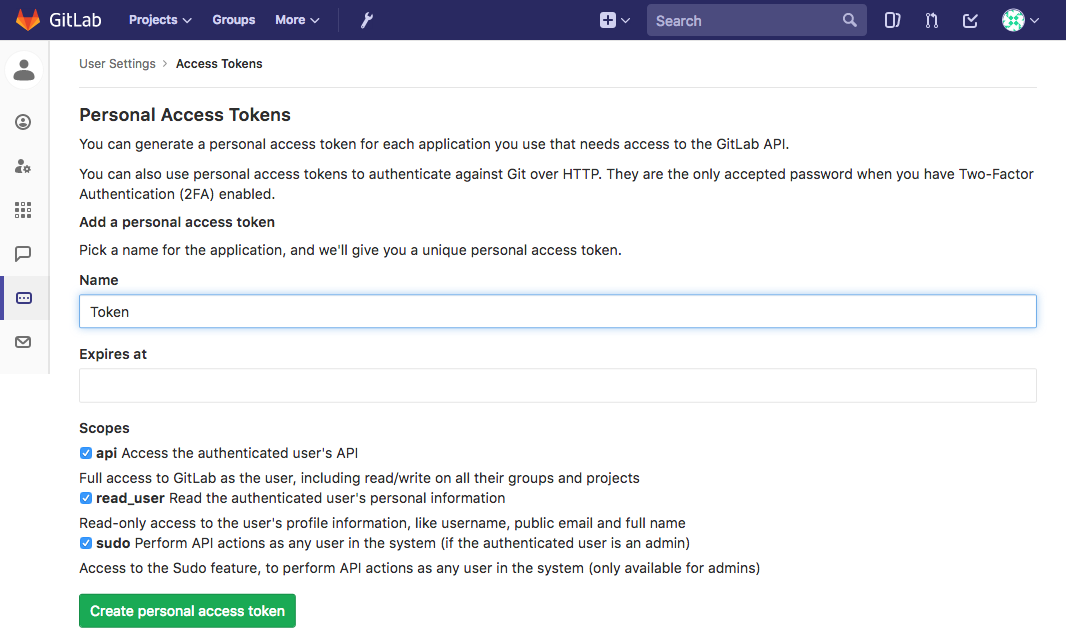 GitLab Projects Groups More Search
User Settings > Access Tokens
Personal Access Tokens
You can generate a personal access token for each application you use that needs access to the GitLab API.
You can also use personal access tokens to authenticate against Git over HTTP. They are the only accepted password when you have Two-Factor
Authentication (2FA) enabled.
Add a personal access token
Pick a name for the application, and we'll give you a unique personal access token.
Name
Token
Expires at
Scopes
api Access the authenticated user's API
Full access to GitLab as the user, including read/write on all their groups and projects
read_user Read the authenticated user's personal information
Read-only access to the user's profile information, like username, public email and full name
sudo Perform API actions as any user in the system (if the authenticated user is an admin)
Access to the Sudo feature, to perform API actions as any user in the system (only available for admins)
Create personal access token